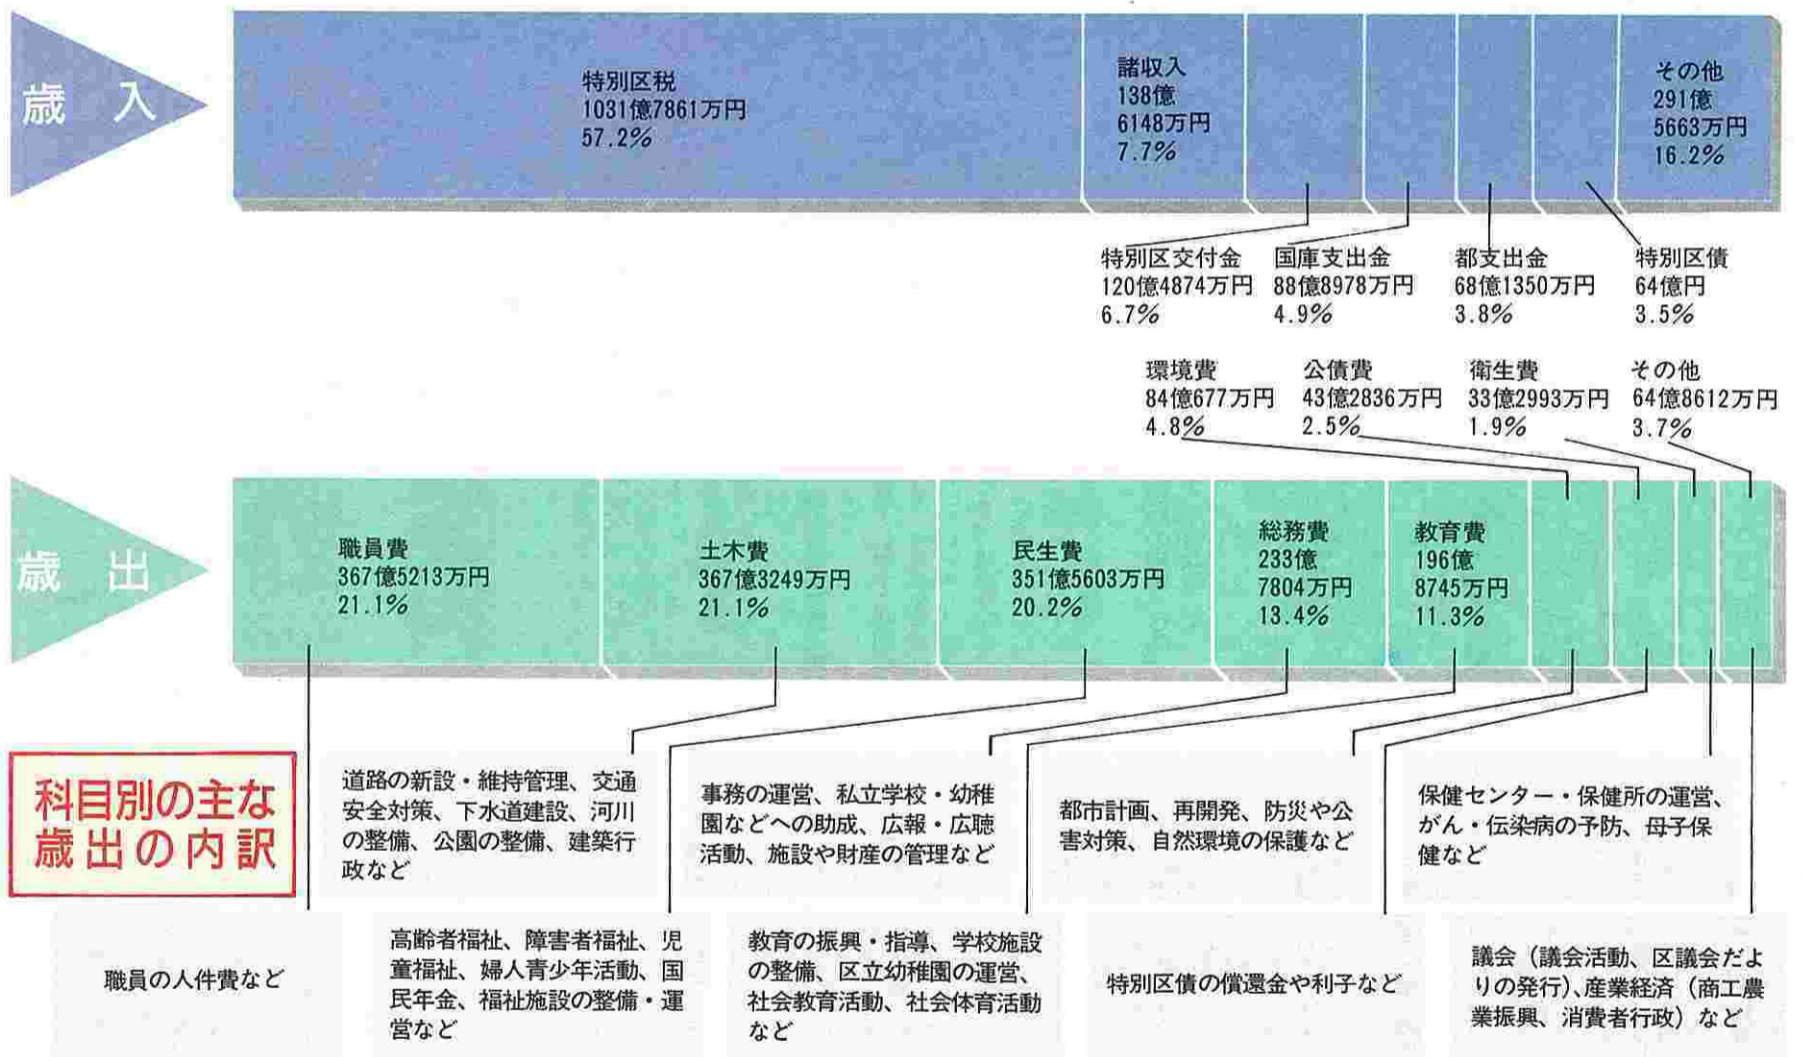 歳入
特別区税
1031億7861万円
57.2%
諸収入
138億
6148万円
7.7%
その他
291億
5663万円
16.2%
特別区交付金
120億4874万円
6.7%
国庫支出金
88億8978万円
4.9%
都支出金
68億1350万円
3.8%
特別区債
64億円
3.5%
環境費
84億677万円
4.8%
公債費
43億2836万円
2.5%
衛生費
33億2993万円
1.9%
その他
64億8612万円
3.7%
歳出
職員費
367億5213万円
21.1%
土木費
367億3249万円
21.1%
民生費
351億5603万円
20.2%
総務費
233億
7804万円
13.4%
教育費
196億
8745万円
11.3%
科目別の主な
歳出の内訳
道路の新設・維持管理、交通
安全対策、下水道建設、河川
の整備、公園の整備、建築行
政など
事務の運営、私立学校・幼稚
園などへの助成、広報・広聴
活動、施設や財産の管理など
都市計画、再開発、防災や公
害対策、自然環境の保護など
保健センター・保健所の運営、
がん・伝染病の予防、母子保
健など
職員の人件費など
高齢者福祉、障害者福祉、児
童福祉、婦人青少年活動、国
民年金、福祉施設の整備・運
営など
教育の振興・指導、学校施設
の整備、区立幼稚園の運営、
社会教育活動、社会体育活動
など
特別区債の償還金や利子など
議会（議会活動、区議会だよ
りの発行）、産業経済（商工農
業振興、消費者行政）など